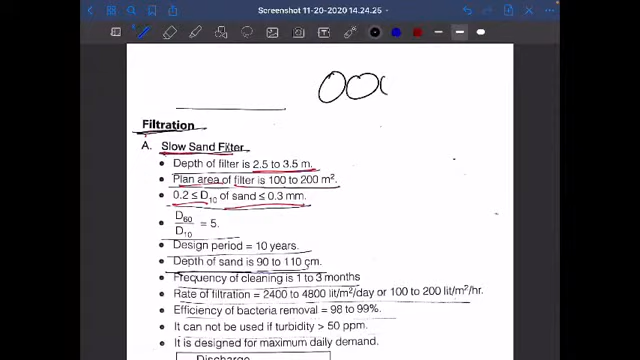 Screenshot 11-20-2020 14.24.25
Filtration
A. Slow Sand Filter
• Depth of filter is 2.5 to 3.5 m.
• Plan area of filter is 100 to 200 m².
• 0.2 ≤ D₁₀ of sand ≤ 0.3 mm.
• D₆₀/D₁₀ = 5.
• Design period = 10 years.
• Depth of sand is 90 to 110 cm.
• Frequency of cleaning is 1 to 3 months
• Rate of filtration = 2400 to 4800 lit/m²/day or 100 to 200 lit/m²/hr.
• Efficiency of bacteria removal = 98 to 99%.
• It can not be used if turbidity > 50 ppm.
• It is designed for maximum daily demand.
Discharge